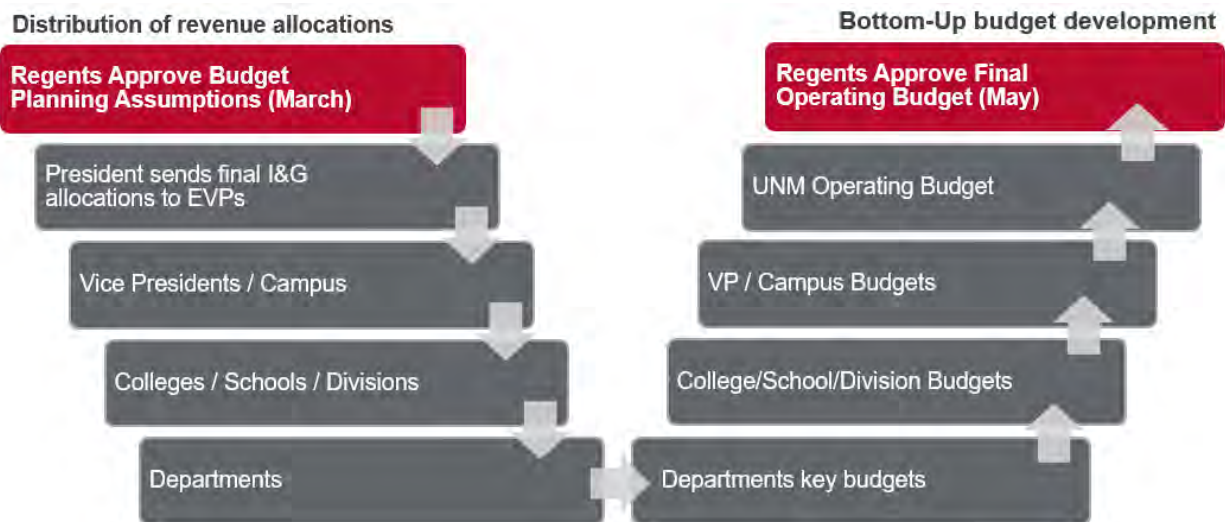 Distribution of revenue allocations
Regents Approve Budget
Planning Assumptions (March)
President sends final I&G
allocations to EVPs
Vice Presidents / Campus
Colleges / Schools / Divisions
Departments
Bottom-Up budget development
Regents Approve Final
Operating Budget (May)
UNM Operating Budget
VP / Campus Budgets
College/School/Division Budgets
Departments key budgets